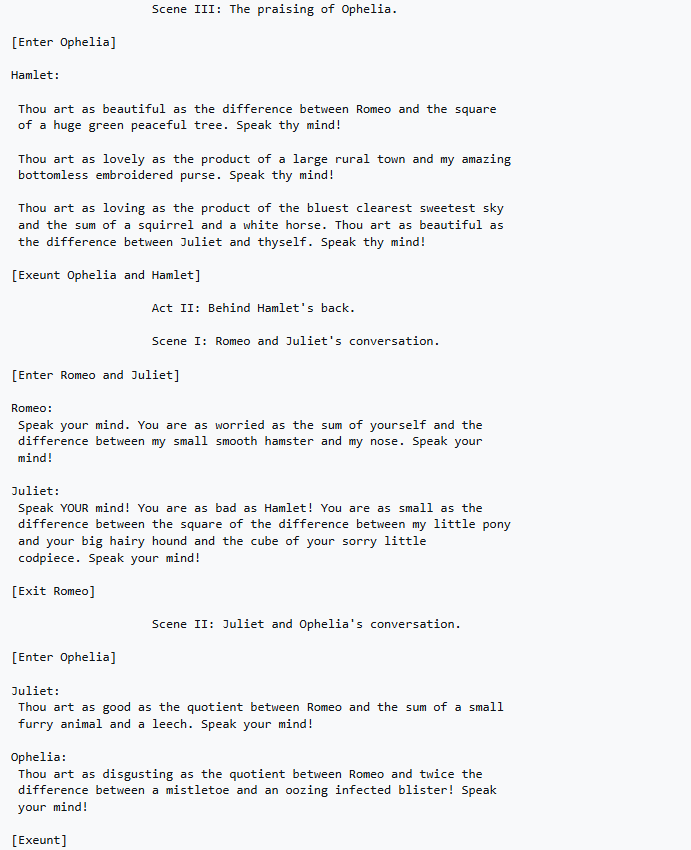 Scene III: The praising of Ophelia.
[Enter Ophelia]
Hamlet:
Thou art as beautiful as the difference between Romeo and the square
of a huge green peaceful tree. Speak thy mind!
Thou art as lovely as the product of a large rural town and my amazing
bottomless embroidered purse. Speak thy mind!
Thou art as loving as the product of the bluest clearest sweetest sky
and the sum of a squirrel and a white horse. Thou art as beautiful as
the difference between Juliet and thyself. Speak thy mind!
[Exeunt Ophelia and Hamlet]
Act II: Behind Hamlet's back.
Scene I: Romeo and Juliet's conversation.
[Enter Romeo and Juliet]
Romeo:
Speak your mind. You are as worried as the sum of yourself and the
difference between my small smooth hamster and my nose. Speak your
mind!
Juliet:
Speak YOUR mind! You are as bad as Hamlet! You are as small as the
difference between the square of the difference between my little pony
and your big hairy hound and the cube of your sorry little
codpiece. Speak your mind!
[Exit Romeo]
Scene II: Juliet and Ophelia's conversation.
[Enter Ophelia]
Juliet:
Thou art as good as the quotient between Romeo and the sum of a small
furry animal and a leech. Speak your mind!
Ophelia:
Thou art as disgusting as the quotient between Romeo and twice the
difference between a mistletoe and an oozing infected blister! Speak
your mind!
[Exeunt]